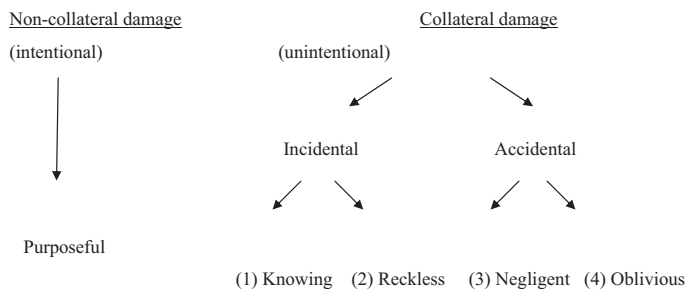 Non-collateral damage
Collateral damage
(intentional)
(unintentional)
Incidental
Accidental
Purposeful
(1) Knowing (2) Reckless (3) Negligent (4) Oblivious